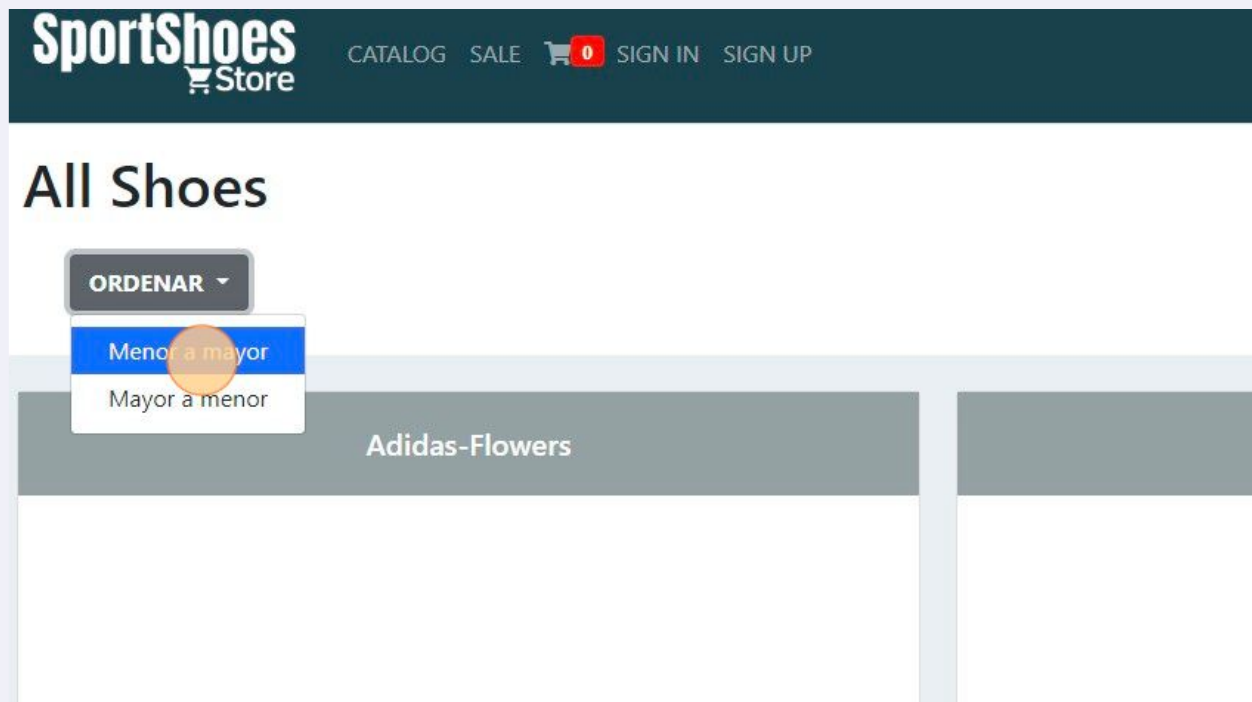 SportShoes
Store
CATALOG SALE 0 SIGN IN SIGN UP
All Shoes
ORDENAR
Menor a mayor
Mayor a menor
Adidas-Flowers